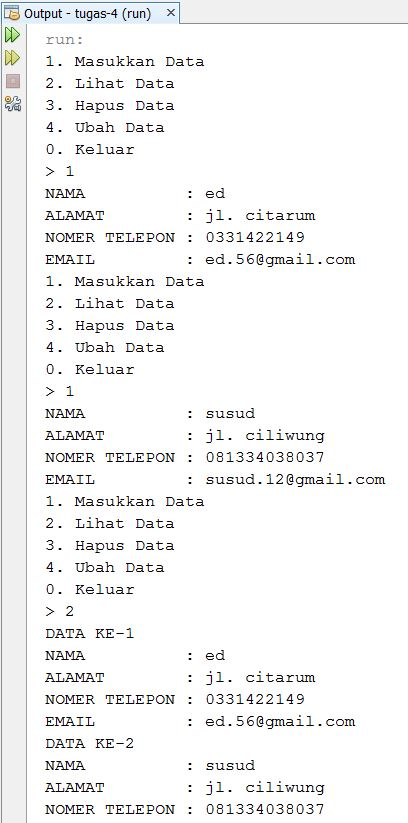 Output - tugas-4 (run)
run:
1. Masukkan Data
2. Lihat Data
3. Hapus Data
4. Ubah Data
0. Keluar
> 1
NAMA : ed
ALAMAT : jl. citarum
NOMER TELEPON : 0331422149
EMAIL : ed.56@gmail.com
1. Masukkan Data
2. Lihat Data
3. Hapus Data
4. Ubah Data
0. Keluar
> 1
NAMA : susud
ALAMAT : jl. ciliwung
NOMER TELEPON : 081334038037
EMAIL : susud.12@gmail.com
1. Masukkan Data
2. Lihat Data
3. Hapus Data
4. Ubah Data
0. Keluar
> 2
DATA KE-1
NAMA : ed
ALAMAT : jl. citarum
NOMER TELEPON : 0331422149
EMAIL : ed.56@gmail.com
DATA KE-2
NAMA : susud
ALAMAT : jl. ciliwung
NOMER TELEPON : 081334038037